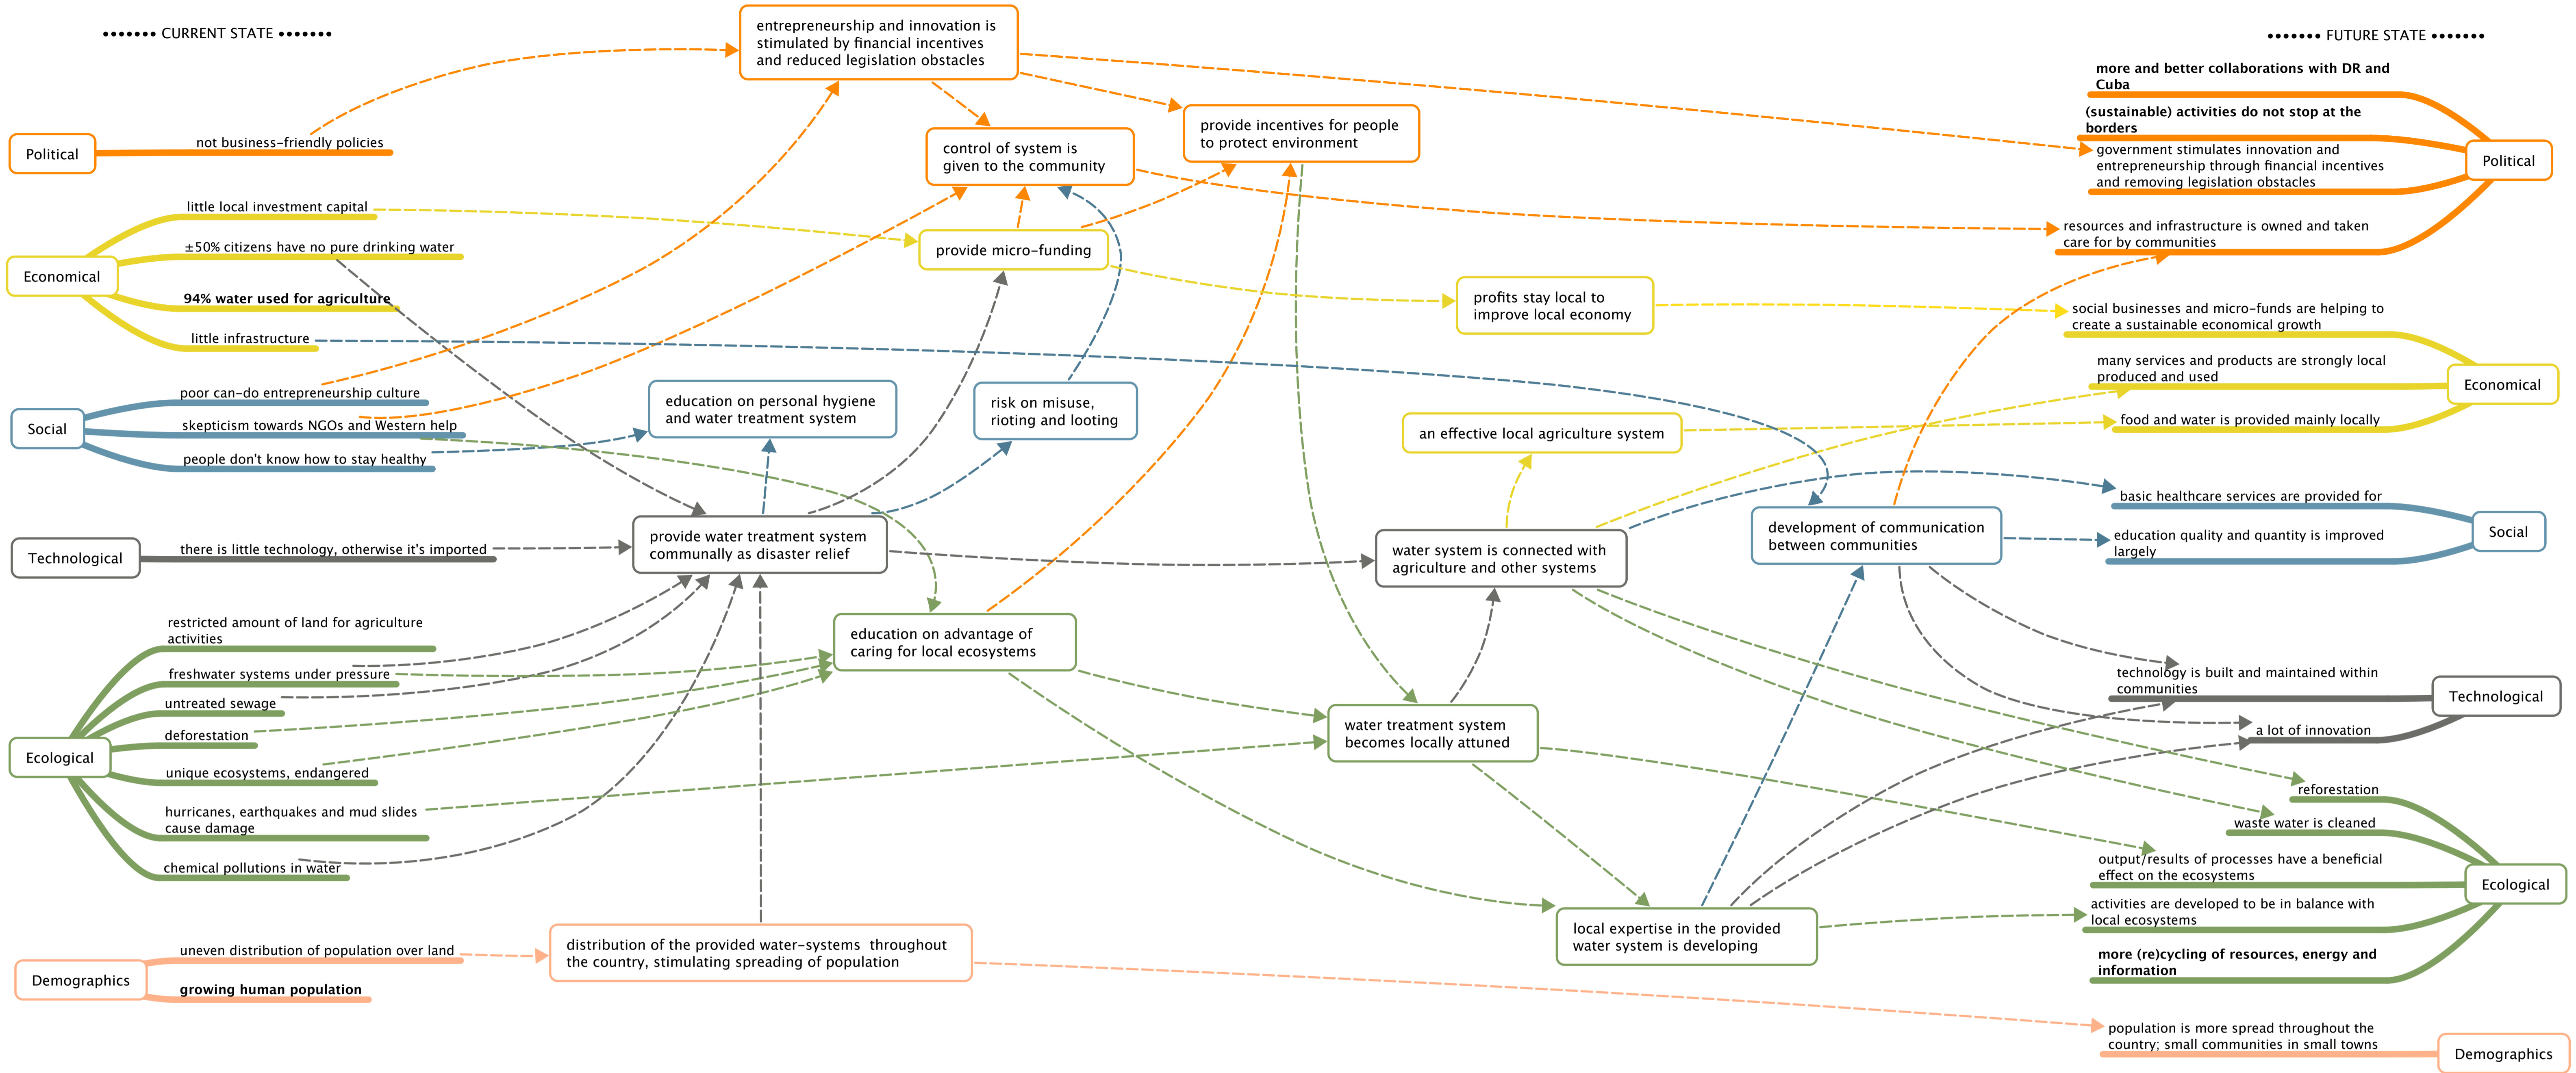 ••••••• CURRENT STATE •••••••
Political
not business-friendly policies
Economical
little local investment capital
±50% citizens have no pure drinking water
94% water used for agriculture
little infrastructure
Social
poor can-do entrepreneurship culture
skepticism towards NGOs and Western help
people don't know how to stay healthy
Technological
there is little technology, otherwise it's imported
Ecological
restricted amount of land for agriculture
activities
freshwater systems under pressure
untreated sewage
deforestation
unique ecosystems, endangered
hurricanes, earthquakes and mud slides
cause damage
chemical pollutions in water
Demographics
uneven distribution of population over land
growing human population
entrepreneurship and innovation is
stimulated by financial incentives
and reduced legislation obstacles
control of system is
given to the community
provide incentives for people
to protect environment
provide micro-funding
profits stay local to
improve local economy
education on personal hygiene
and water treatment system
risk on misuse,
rioting and looting
an effective local agriculture system
provide water treatment system
communally as disaster relief
water system is connected with
agriculture and other systems
development of communication
between communities
education on advantage of
caring for local ecosystems
water treatment system
becomes locally attuned
local expertise in the provided
water system is developing
distribution of the provided water-systems throughout
the country, stimulating spreading of population
••••••• FUTURE STATE •••••••
more and better collaborations with DR and
Cuba
(sustainable) activities do not stop at the
borders
government stimulates innovation and
entrepreneurship through financial incentives
and removing legislation obstacles
resources and infrastructure is owned and taken
care for by communities
Political
social businesses and micro-funds are helping to
create a sustainable economical growth
many services and products are strongly local
produced and used
food and water is provided mainly locally
Economical
basic healthcare services are provided for
education quality and quantity is improved
largely
Social
technology is built and maintained within
communities
a lot of innovation
Technological
reforestation
waste water is cleaned
output/results of processes have a beneficial
effect on the ecosystems
activities are developed to be in balance with
local ecosystems
more (re)cycling of resources, energy and
information
Ecological
population is more spread throughout the
country; small communities in small towns
Demographics